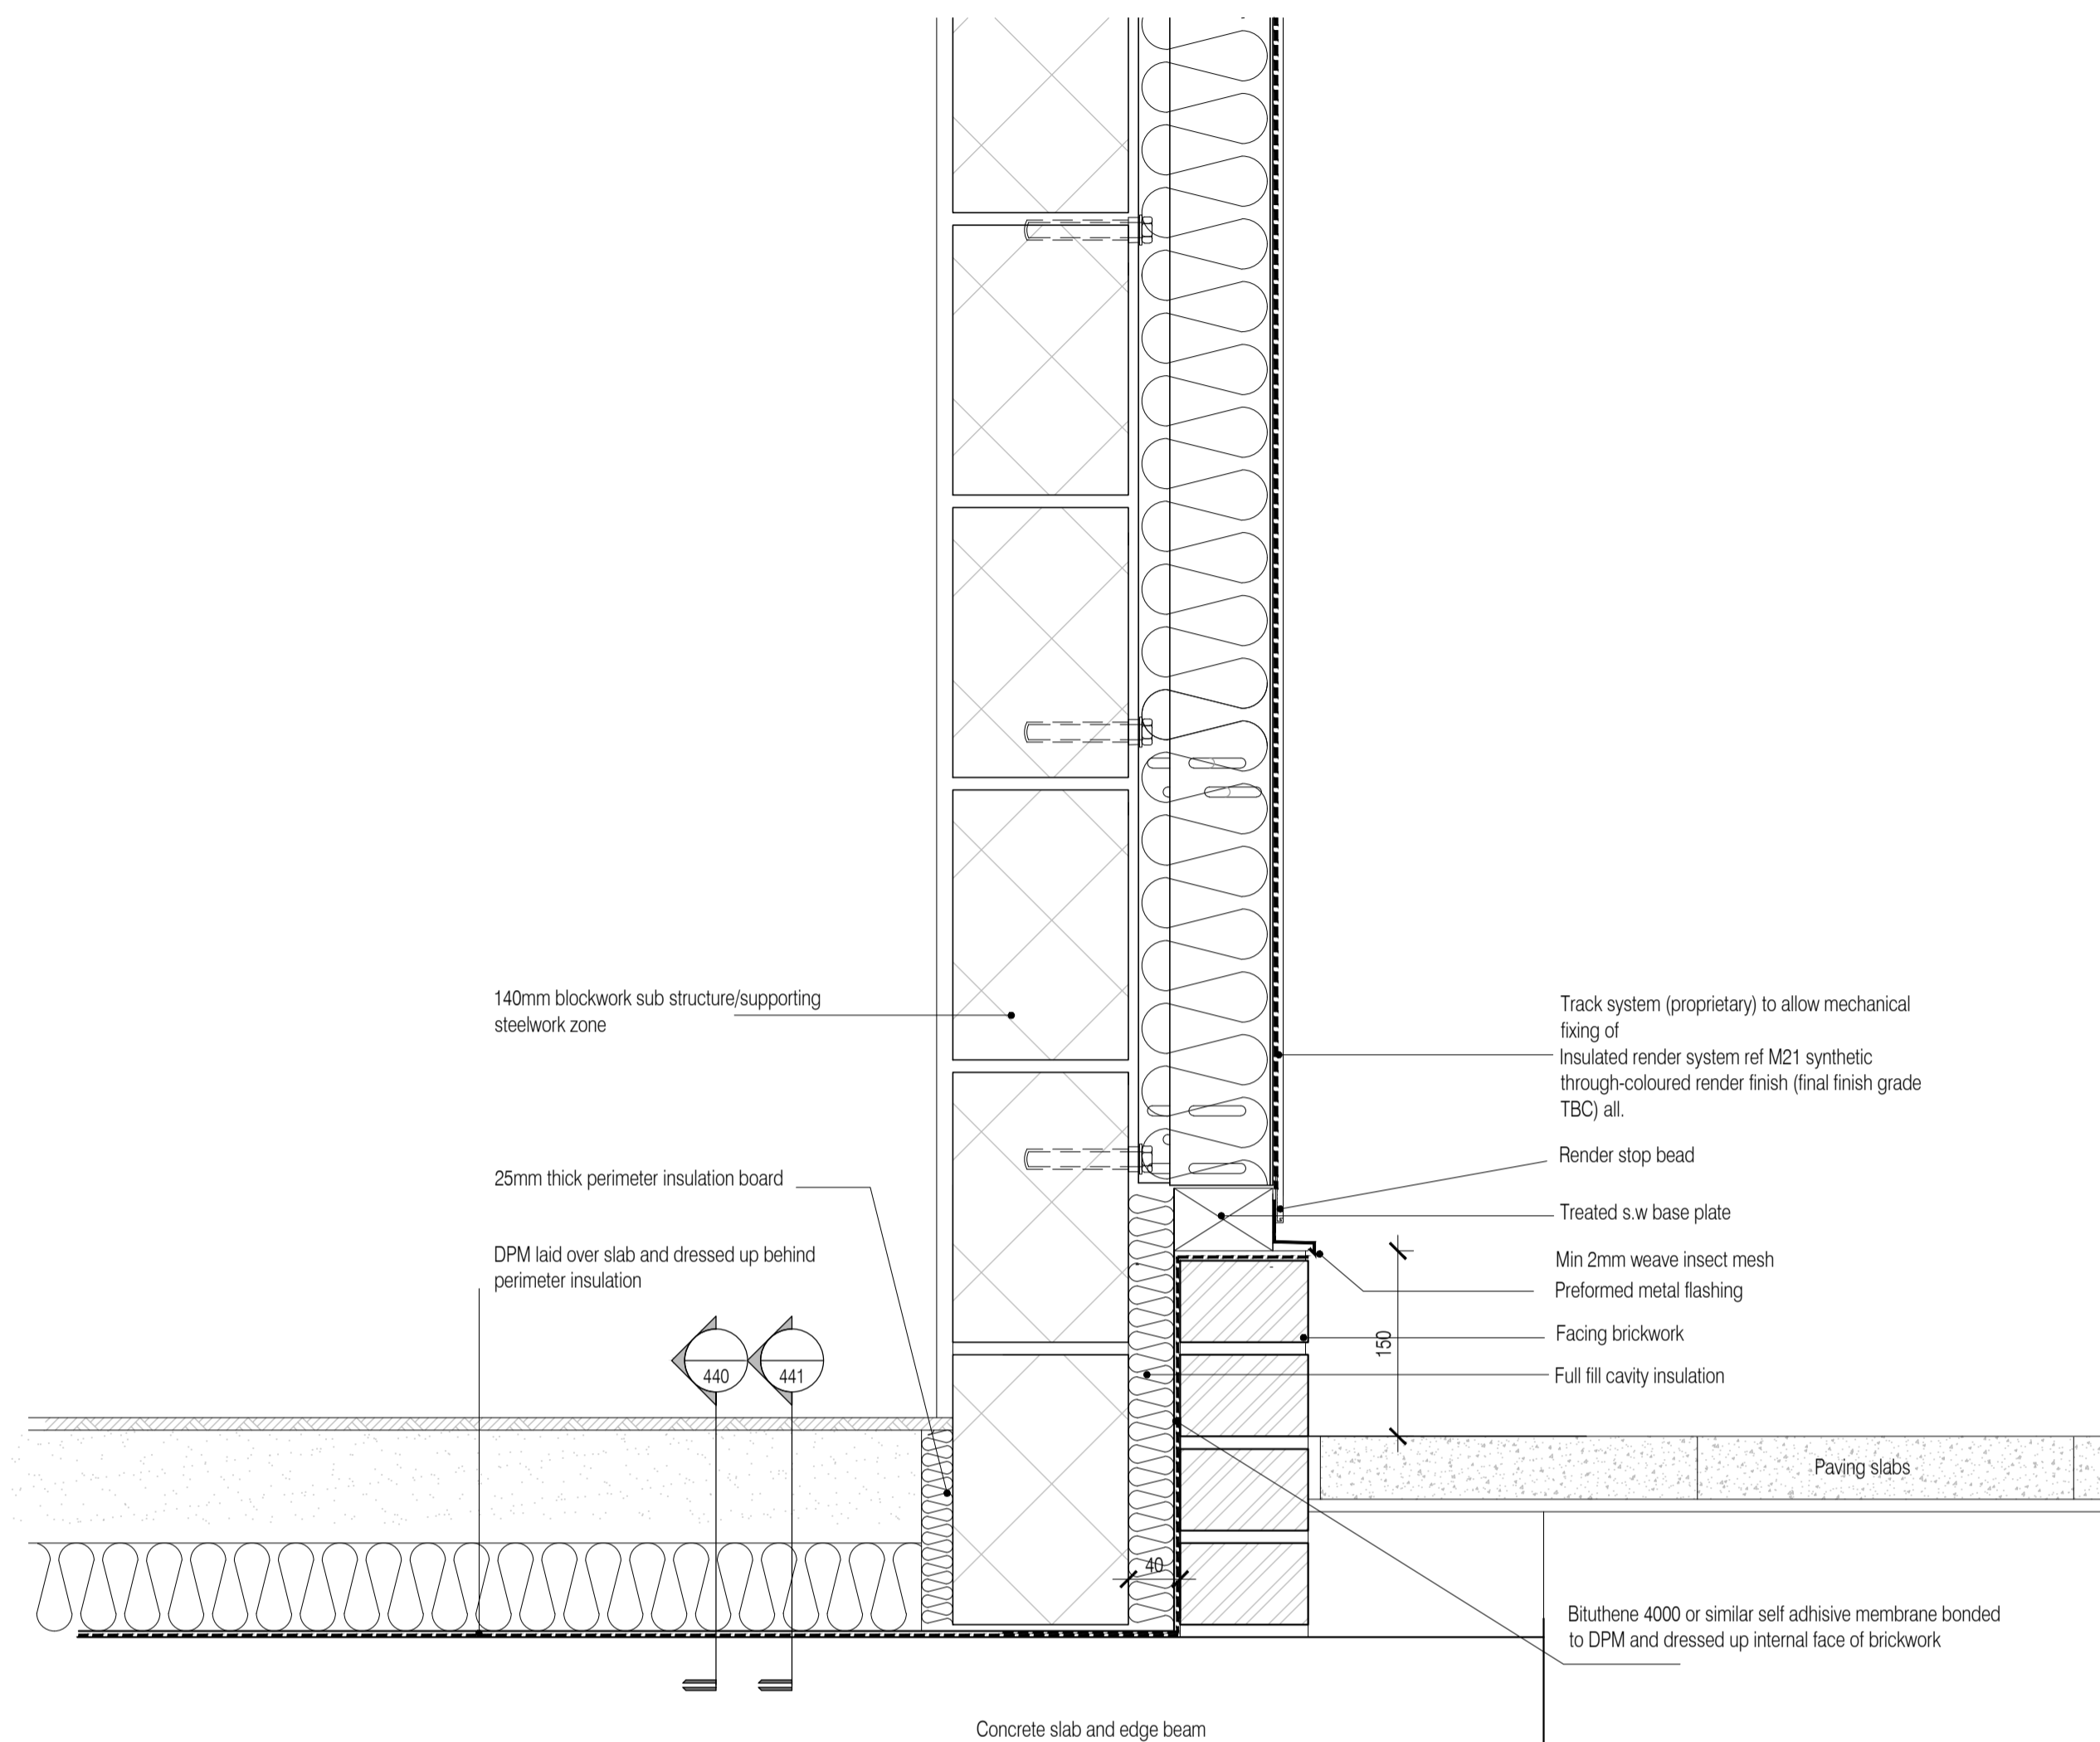 140mm blockwork sub structure/supporting
steelwork zone
25mm thick perimeter insulation board
DPM laid over slab and dressed up behind
perimeter insulation
440
441
Track system (proprietary) to allow mechanical
fixing of
Insulated render system ref M21 synthetic
through-coloured render finish (final finish grade
TBC) all.
Render stop bead
Treated s.w base plate
Min 2mm weave insect mesh
Preformed metal flashing
Facing brickwork
150
Full fill cavity insulation
Paving slabs
40
Bituthene 4000 or similar self adhisive membrane bonded
to DPM and dressed up internal face of brickwork
Concrete slab and edge beam